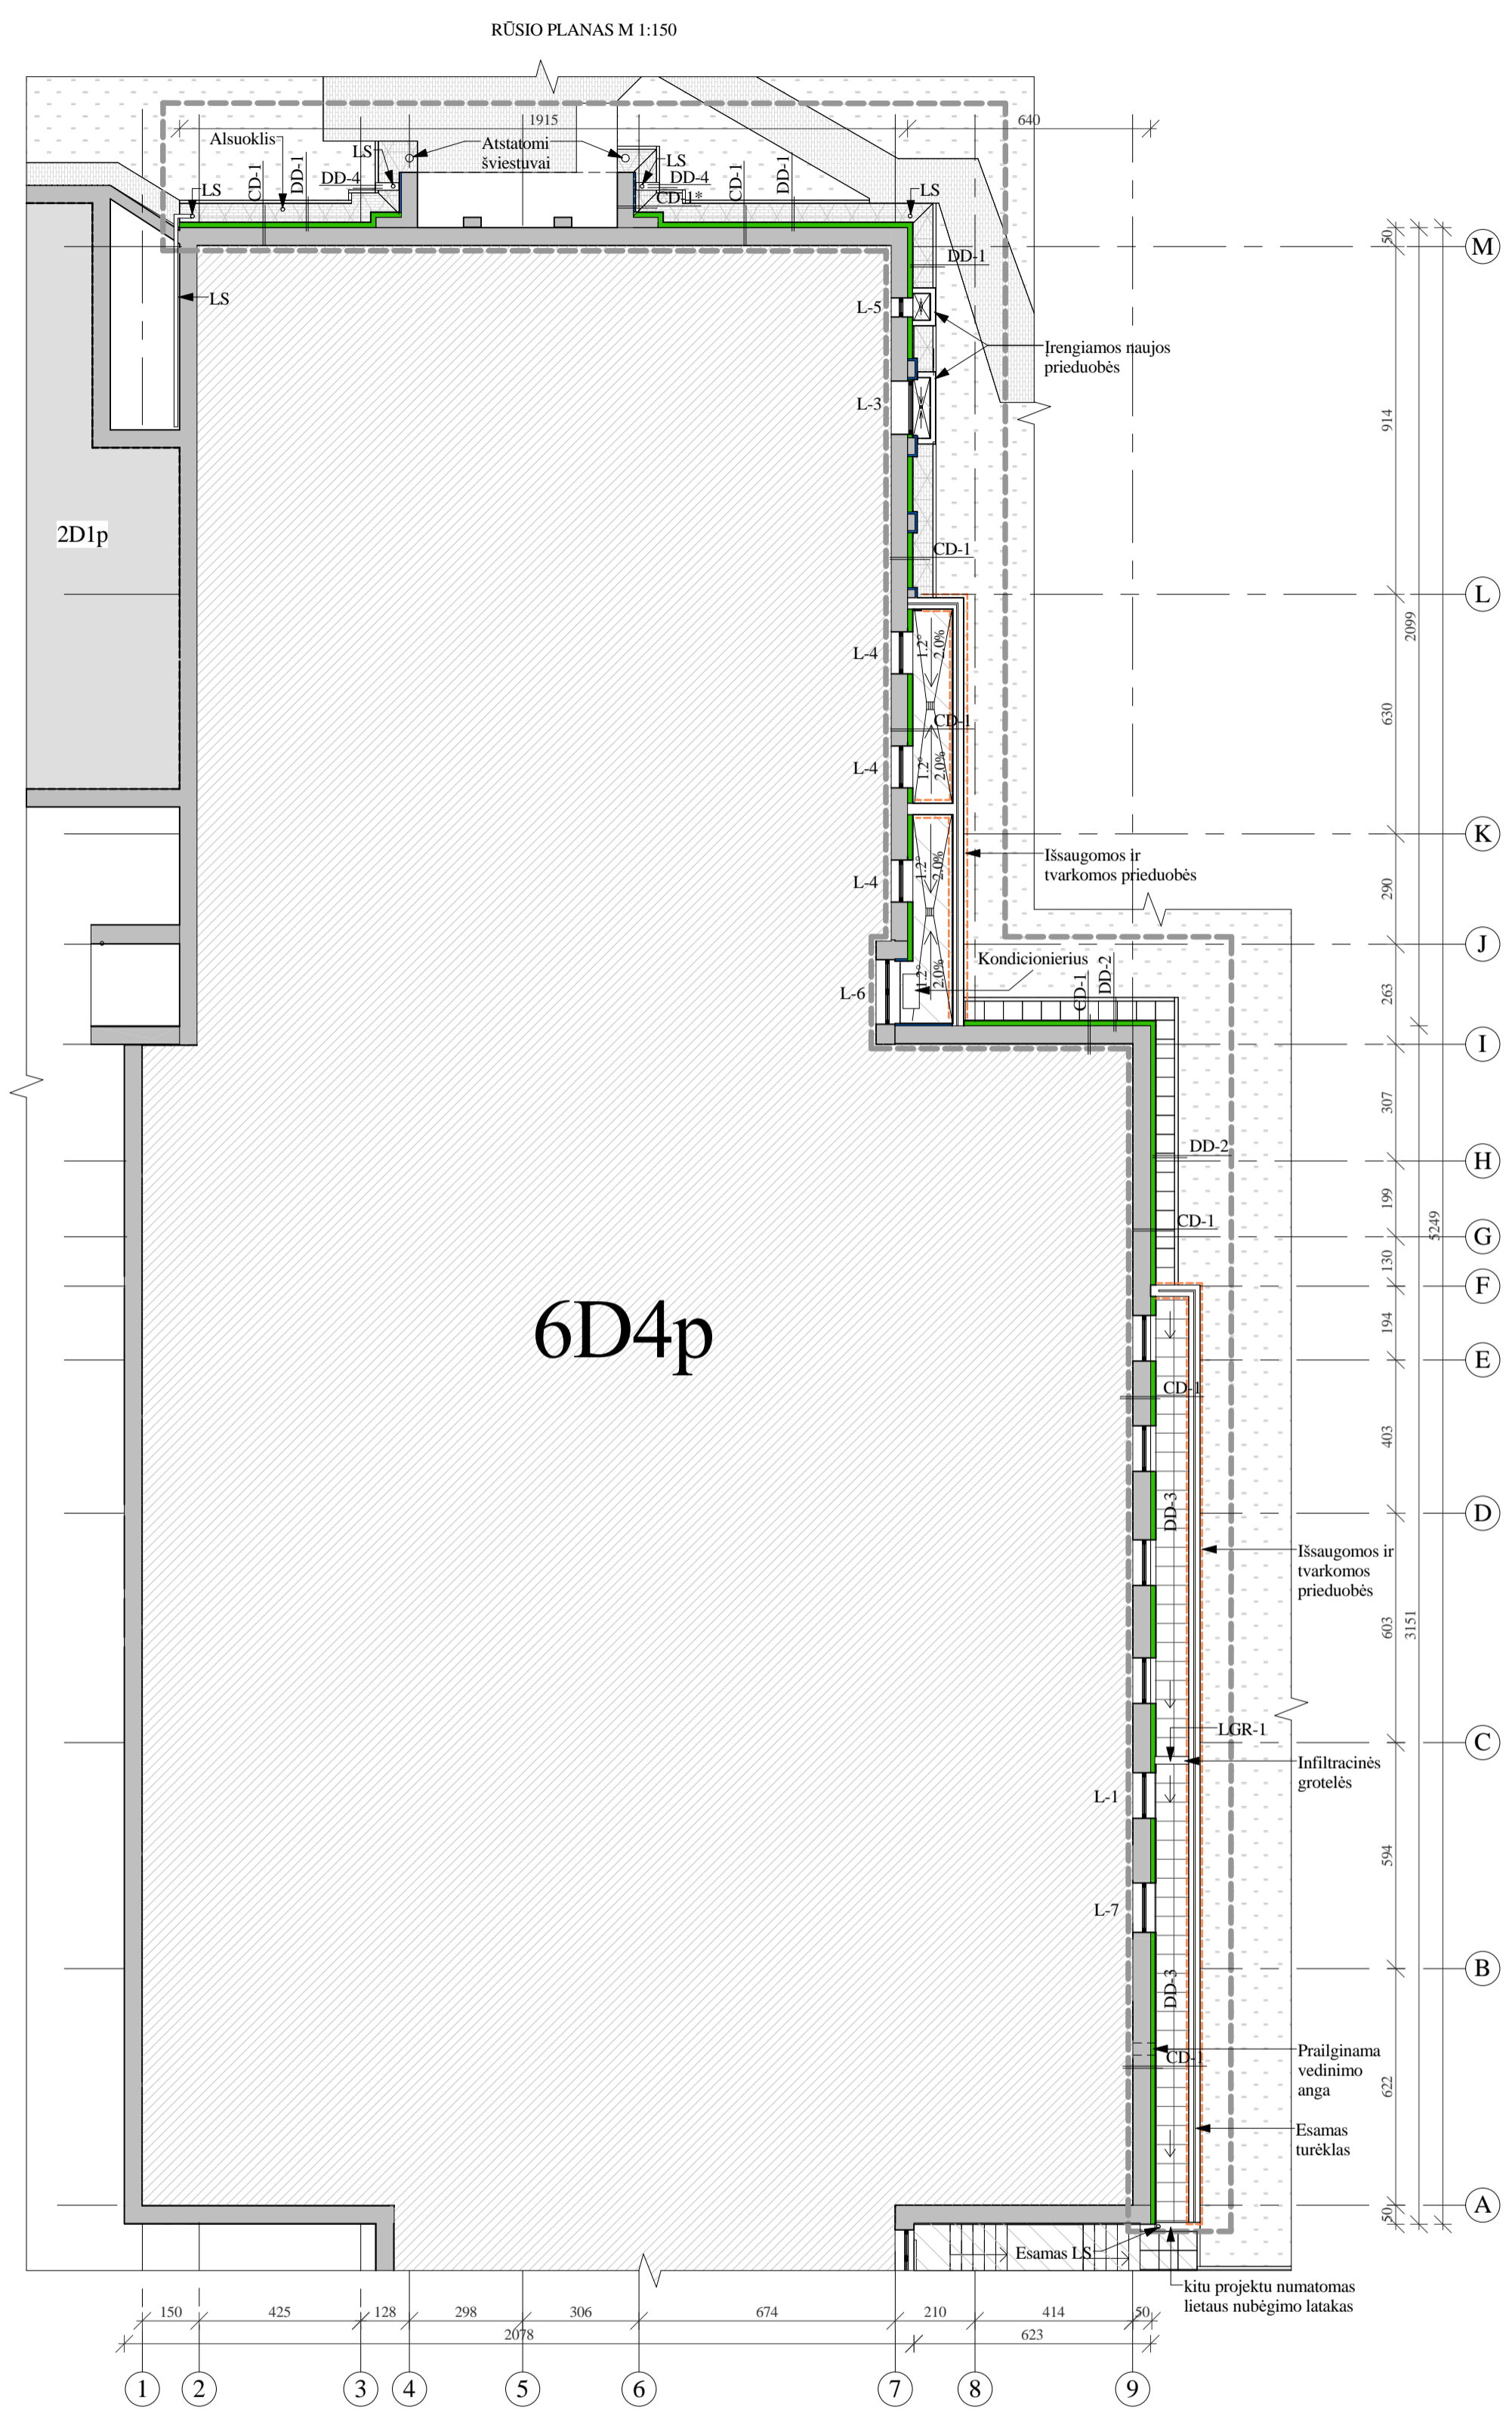 RŪSIO PLANAS M 1:150
1915
640
Alsuoklis
LS
Atstatomi
šviestuvai
LS
DD-4
DD-4
CD-1
DD-1
CD-1
DD-1
LS
CD-1*
LS
50
M
DD-1
LS
L-5
Įrengiamos naujos
prieduobės
L-3
914
2D1p
CD-1
L
2099
L-4
1.2°
2.0%
630
CD-1
L-4
1.2°
2.0%
K
Išsaugomos ir
tvarkomos prieduobės
L-4
1.2°
2.0%
290
J
Kondicionierius
CD-1
DD-2
L-6
1.2°
2.0%
263
I
307
DD-2
H
199
CD-1
5249
G
130
F
6D4p
194
E
CD-1
403
DD-3
D
Išsaugomos ir
tvarkomos
prieduobės
603
3151
LGR-1
C
Infiltracinės
grotelės
L-1
594
L-7
B
DD-3
Prailginama
vedinimo
anga
CD-1
622
Esamas
turėklas
A
50
Esamas LS
kitu projektu numatomas
lietaus nubėgimo latakas
150
425
128
298
306
674
210
414
50
2078
623
1
2
3
4
5
6
7
8
9